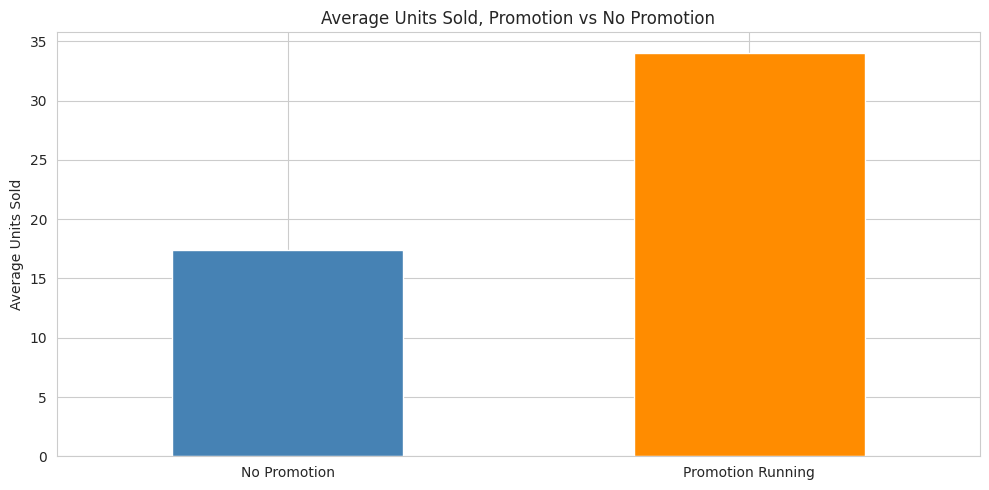 Average Units Sold, Promotion vs No Promotion
Average Units Sold
35
30
25
20
15
10
5
0
No Promotion
Promotion Running